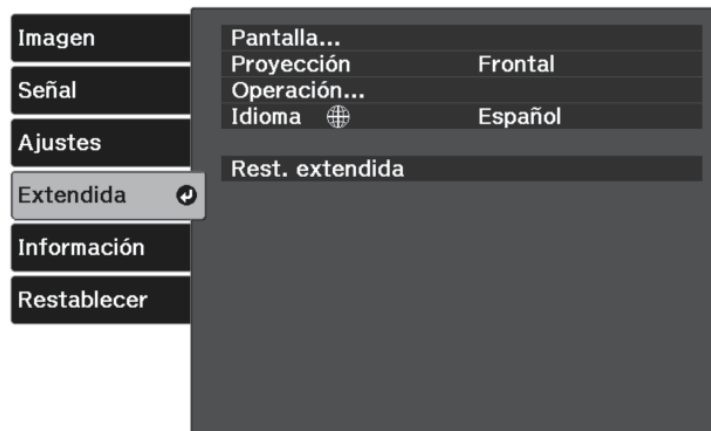 Imagen
Señal
Ajustes
Extendida
Información
Restablecer
Pantalla...
Proyección Frontal
Operación...
Idioma Español
Rest. extendida